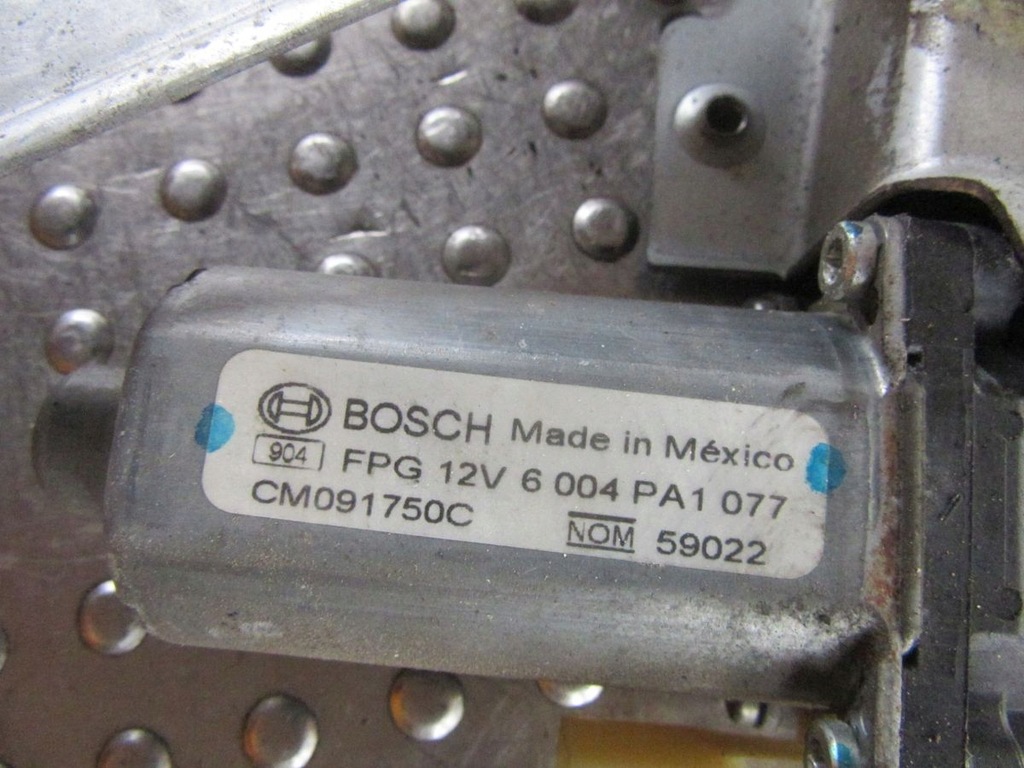 BOSCH Made in México
904 FPG 12V 6 004 PA1 077
CM091750C NOM 59022